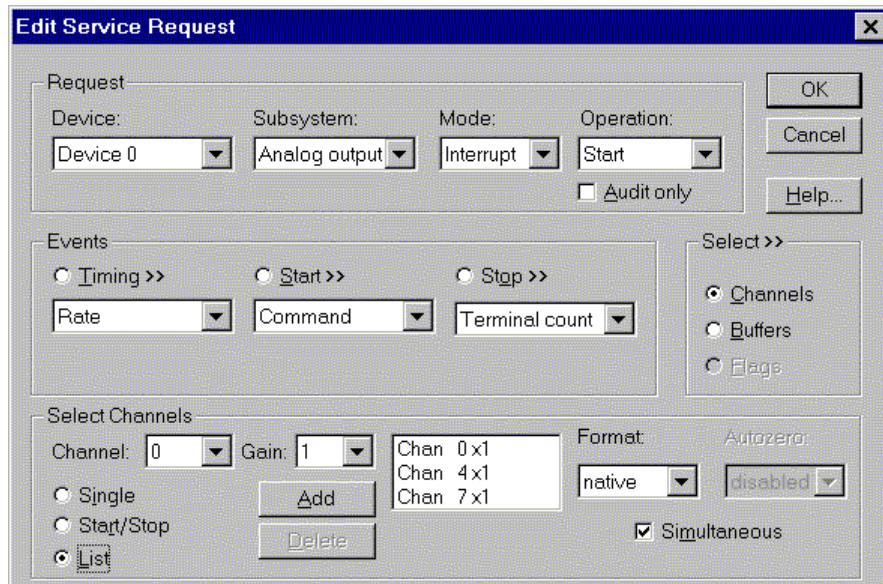 Edit Service Request
Request
OK
Device: Subsystem: Mode: Operation:
Device 0 Analog output Interrupt Start
Cancel
Audit only
Help...
Events
Select >>
Timing >> Start >> Stop >>
Rate Command Terminal count
Channels
Buffers
Flags
Select Channels
Channel: 0 Gain: 1
Chan 0 x1
Chan 4 x1
Chan 7 x1
Format: Autozero:
native disabled
Single
Add
Start/Stop
Simultaneous
Delete
List